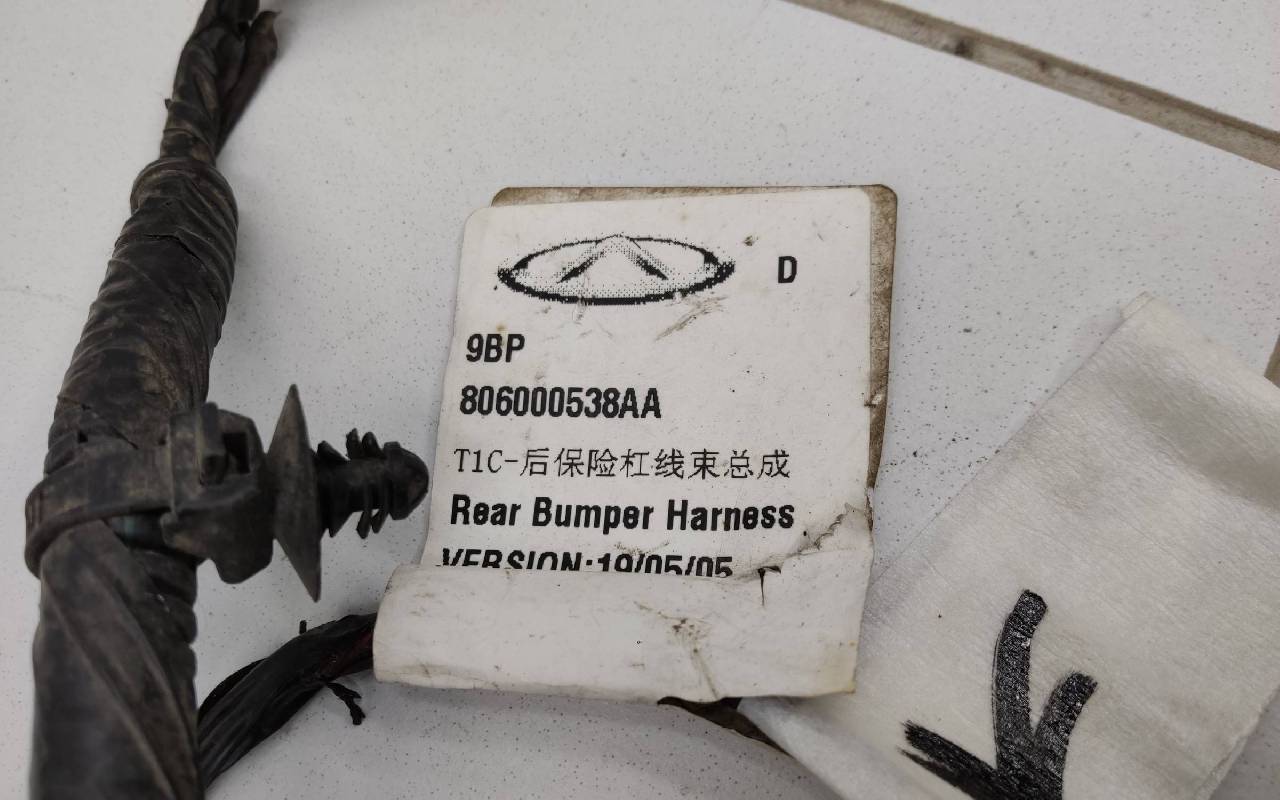 D
9BP
806000538AA
T1C-后保险杠线束总成
Rear Bumper Harness
VERSION:19/05/05